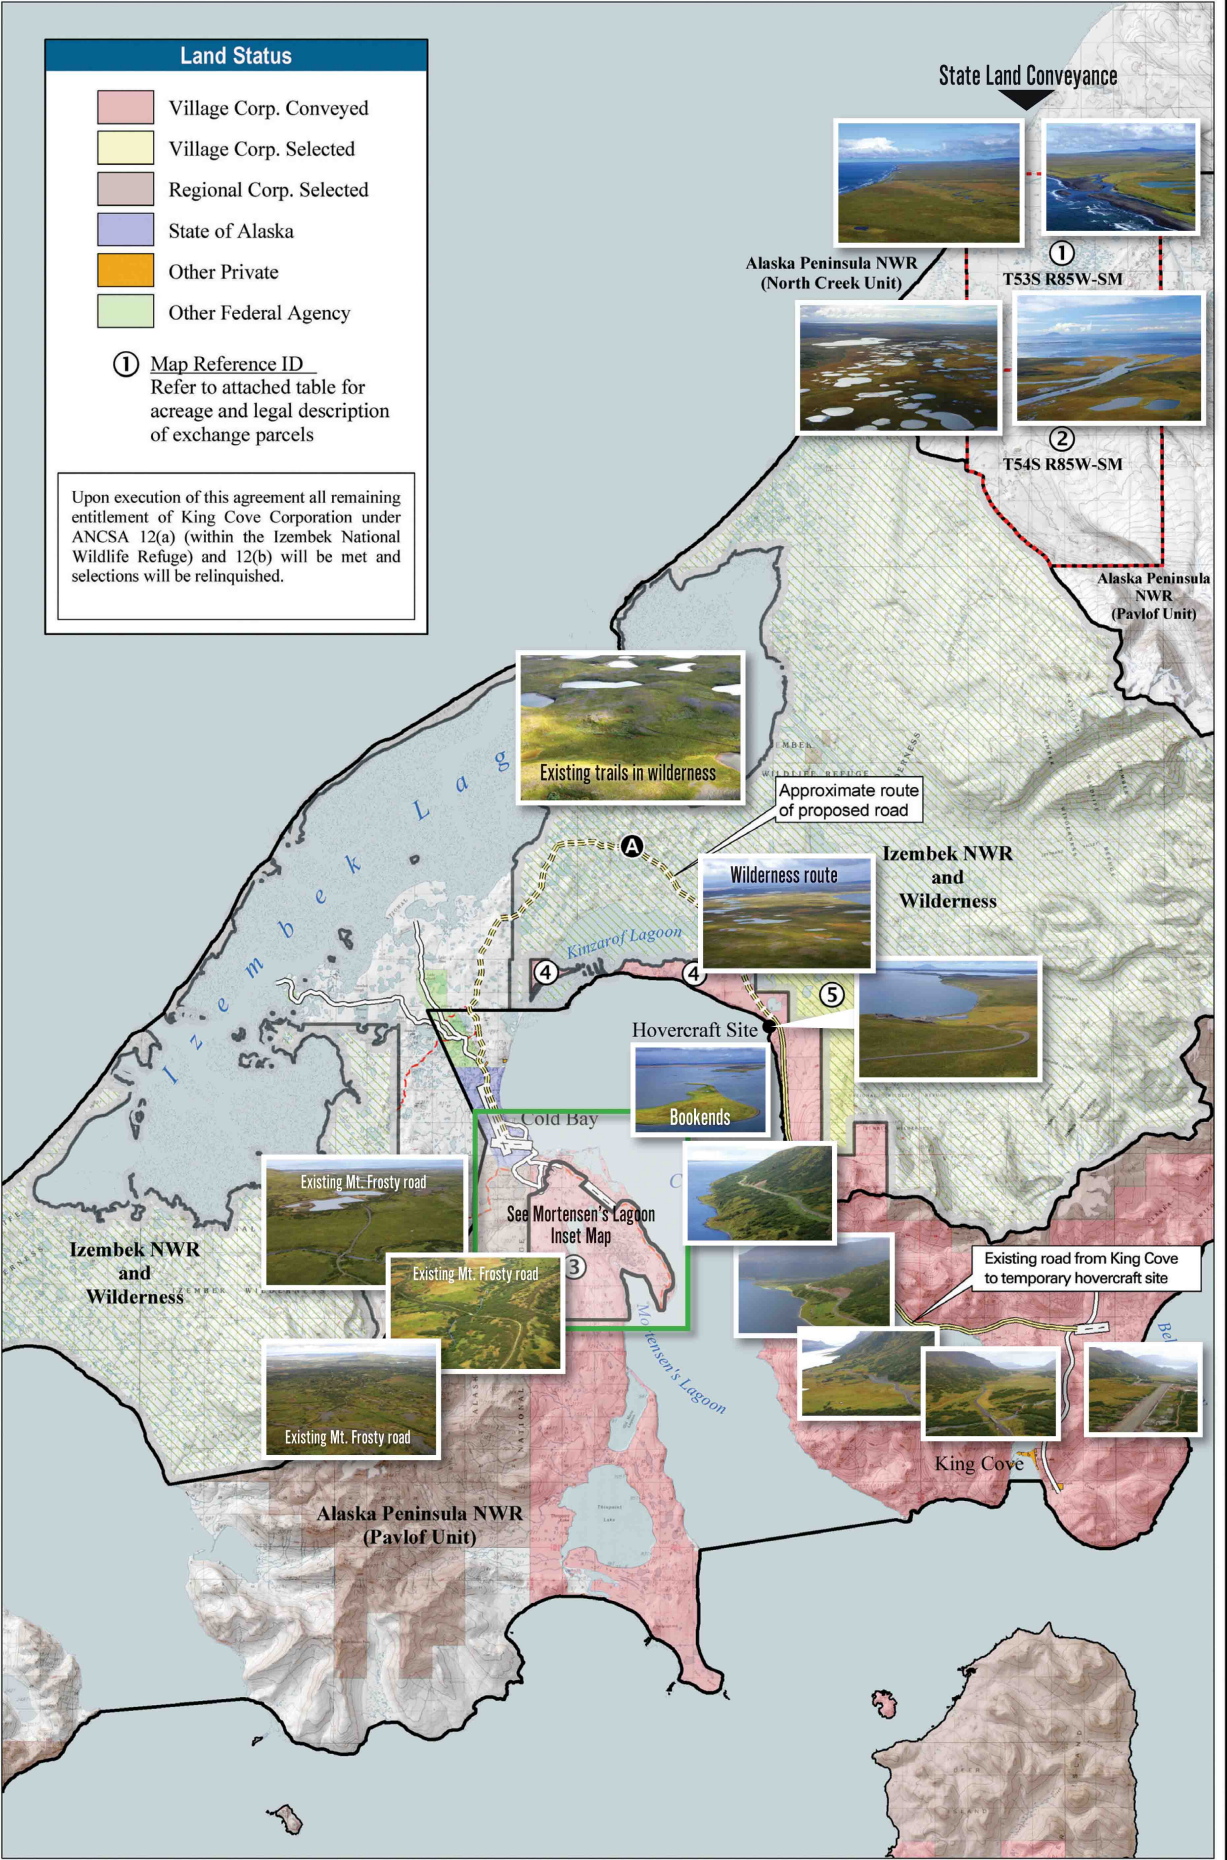 Land Status
Village Corp. Conveyed
Village Corp. Selected
Regional Corp. Selected
State of Alaska
Other Private
Other Federal Agency
1 Map Reference ID
Refer to attached table for
acreage and legal description
of exchange parcels
Upon execution of this agreement all remaining
entitlement of King Cove Corporation under
ANCSA 12(a) (within the Izembek National
Wildlife Refuge) and 12(b) will be met and
selections will be relinquished.
State Land Conveyance
Alaska Peninsula NWR
(North Creek Unit)
1
T53S R85W-SM
2
T54S R85W-SM
Alaska Peninsula
NWR
(Pavlof Unit)
Existing trails in wilderness
WILDLIFE REFUGE
Approximate route
of proposed road
A
Izembek Lag
Wilderness route
Izembek NWR
and
Wilderness
Kinzarof Lagoon
4
4
5
Hovercraft Site
Bookends
Cold Bay
C
See Mortensen's Lagoon
Inset Map
3
Existing Mt. Frosty road
Existing Mt. Frosty road
Existing Mt. Frosty road
Izembek NWR
and
Wilderness
Mortensen's Lagoon
Existing road from King Cove
to temporary hovercraft site
Bel
King Cove
Alaska Peninsula NWR
(Pavlof Unit)